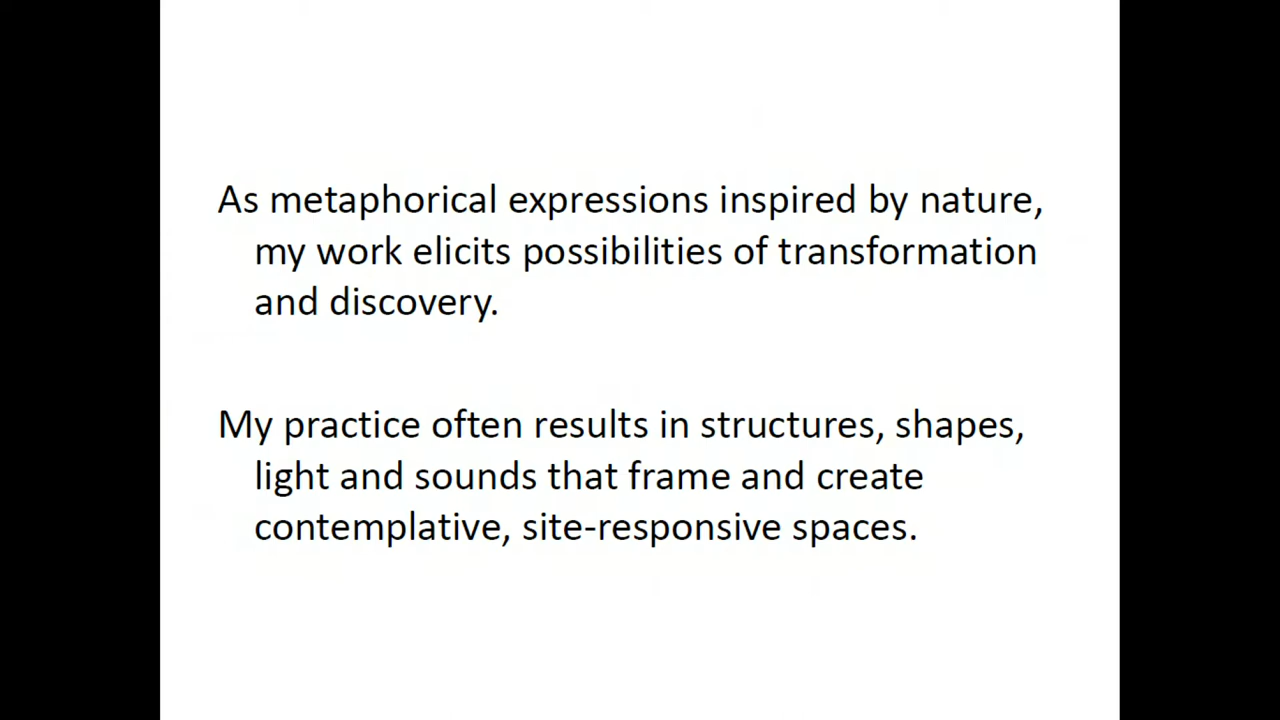 As metaphorical expressions inspired by nature,
my work elicits possibilities of transformation
and discovery.
My practice often results in structures, shapes,
light and sounds that frame and create
contemplative, site-responsive spaces.